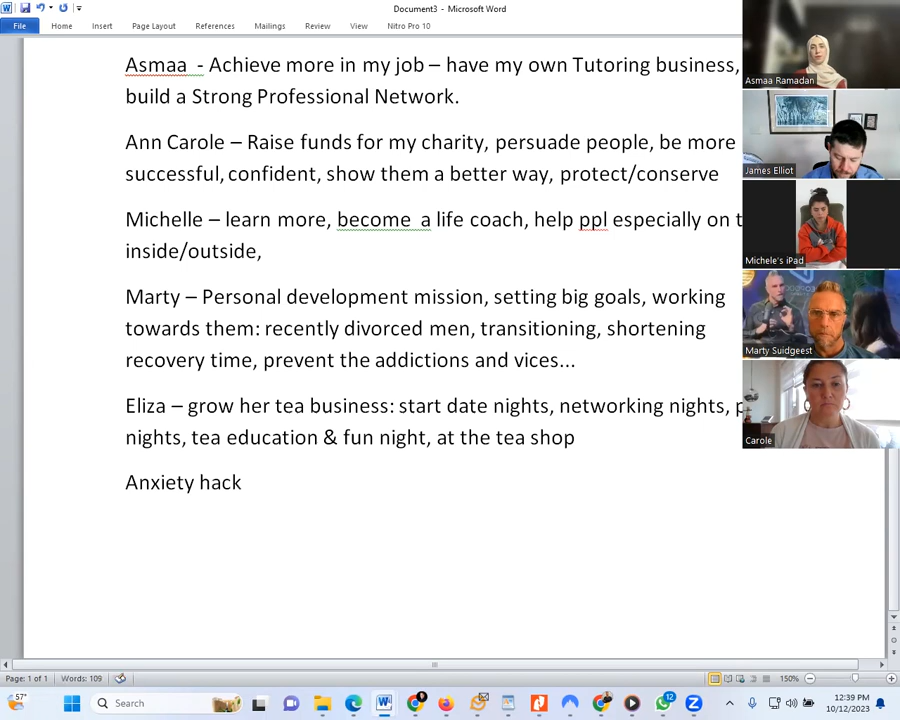 Document3 - Microsoft Word
File Home Insert Page Layout References Mailings Review View Nitro Pro 10
Asmaa - Achieve more in my job – have my own Tutoring business,
build a Strong Professional Network.
Ann Carole – Raise funds for my charity, persuade people, be more
successful, confident, show them a better way, protect/conserve
Michelle – learn more, become a life coach, help ppl especially on
inside/outside,
Marty – Personal development mission, setting big goals, working
towards them: recently divorced men, transitioning, shortening
recovery time, prevent the addictions and vices...
Eliza – grow her tea business: start date nights, networking nights,
nights, tea education & fun night, at the tea shop
Anxiety hack
Asmaa Ramadan
James Elliot
Michele's iPad
Marty Suidgeest
Carole
Page: 1 of 1 Words: 109 150%
57° Search 12 12:39 PM
10/12/2023